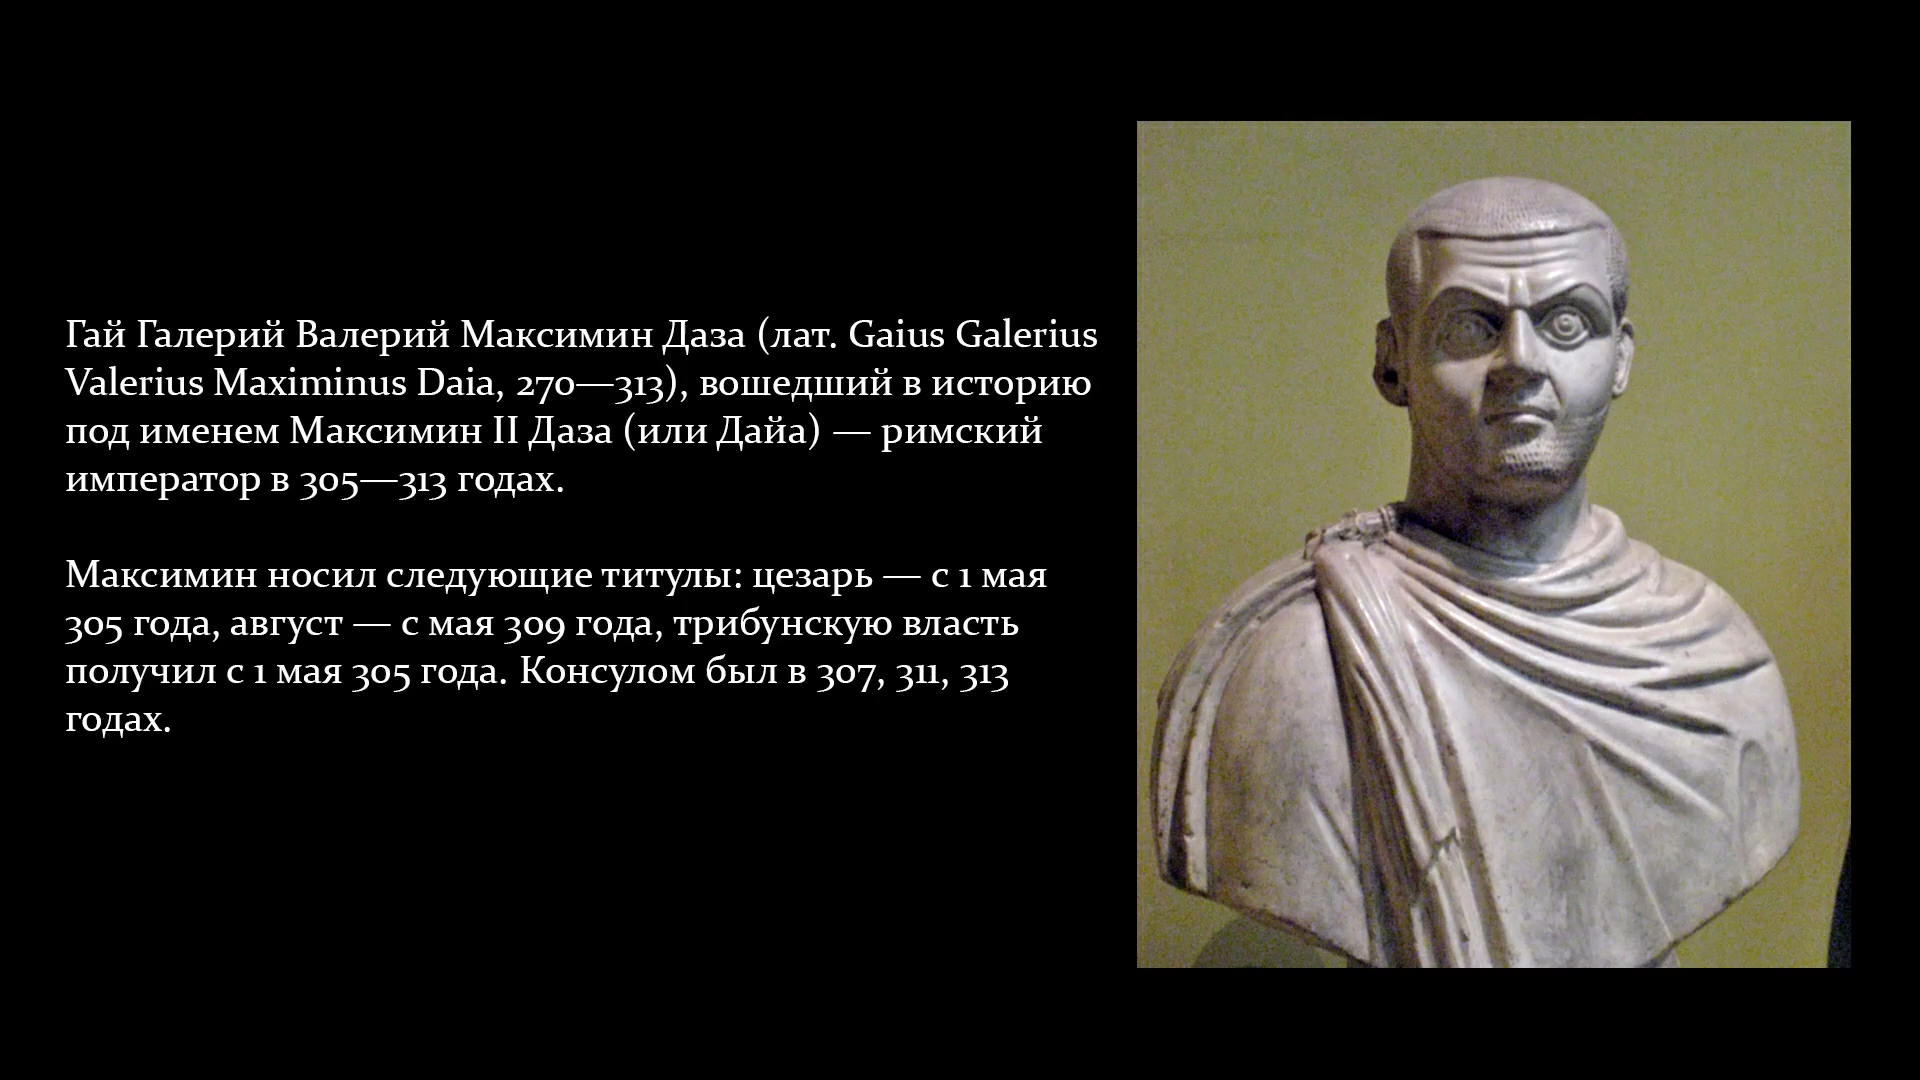 Гай Галерий Валерий Максимин Даза (лат. Gaius Galerius
Valerius Maximinus Daia, 270—313), вошедший в историю
под именем Максимин II Даза (или Дайа) — римский
император в 305—313 годах.
Максимин носил следующие титулы: цезарь — с 1 мая
305 года, август — с мая 309 года, трибунскую власть
получил с 1 мая 305 года. Консулом был в 307, 311, 313
годах.